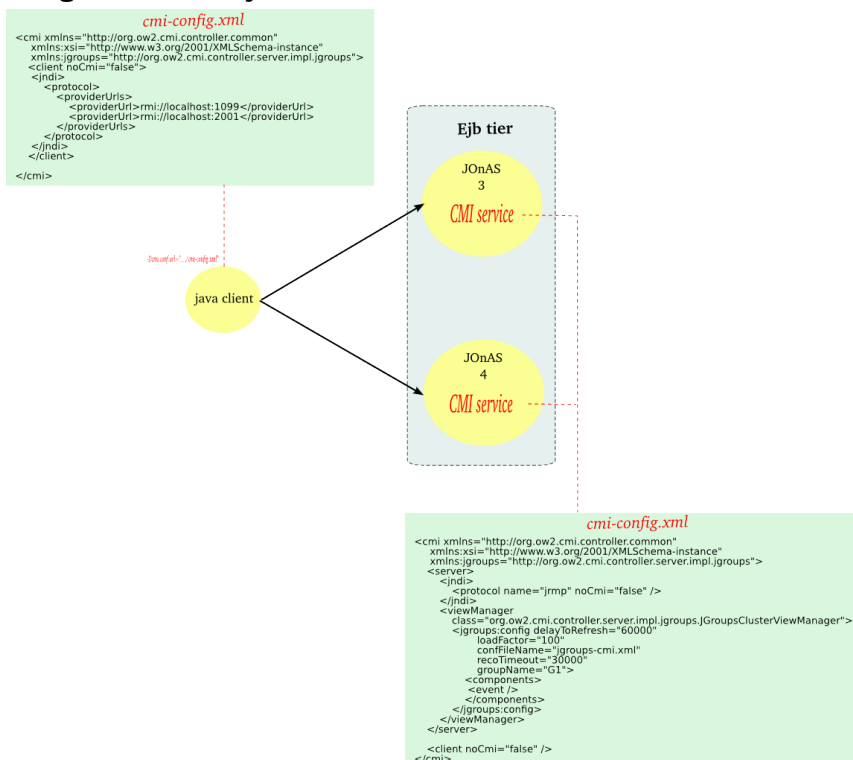 cmi-config.xml
<cmi xmlns="http://org.ow2.cmi.controller.common"
xmlns:xsi="http://www.w3.org/2001/XMLSchema-instance"
xmlns:jgroups="http://org.ow2.cmi.controller.server.impl.jgroups">
<client noCmi="false">
<jndi>
<protocol>
<providerUrls>
<providerUrl>rmi://localhost:1099</providerUrl>
<providerUrl>rmi://localhost:2001</providerUrl>
</providerUrls>
</protocol>
</jndi>
</client>
</cmi>
Ejb tier
JOnAS
3
CMI service
java client
JOnAS
4
CMI service
cmi-config.xml
<cmi xmlns="http://org.ow2.cmi.controller.common"
xmlns:xsi="http://www.w3.org/2001/XMLSchema-instance"
xmlns:jgroups="http://org.ow2.cmi.controller.server.impl.jgroups">
<server>
<jndi>
<protocol name="jrmp" noCmi="false" />
</jndi>
<viewManager
class="org.ow2.cmi.controller.server.impl.jgroups.JGroupsClusterViewManager">
<jgroups:config delayToRefresh="60000"
loadFactor="100"
confFileName="jgroups-cmi.xml"
recoTimeout="30000"
groupName="G1">
<components>
<event />
</components>
</jgroups:config>
</viewManager>
</server>
<client noCmi="false" />
</cmi>